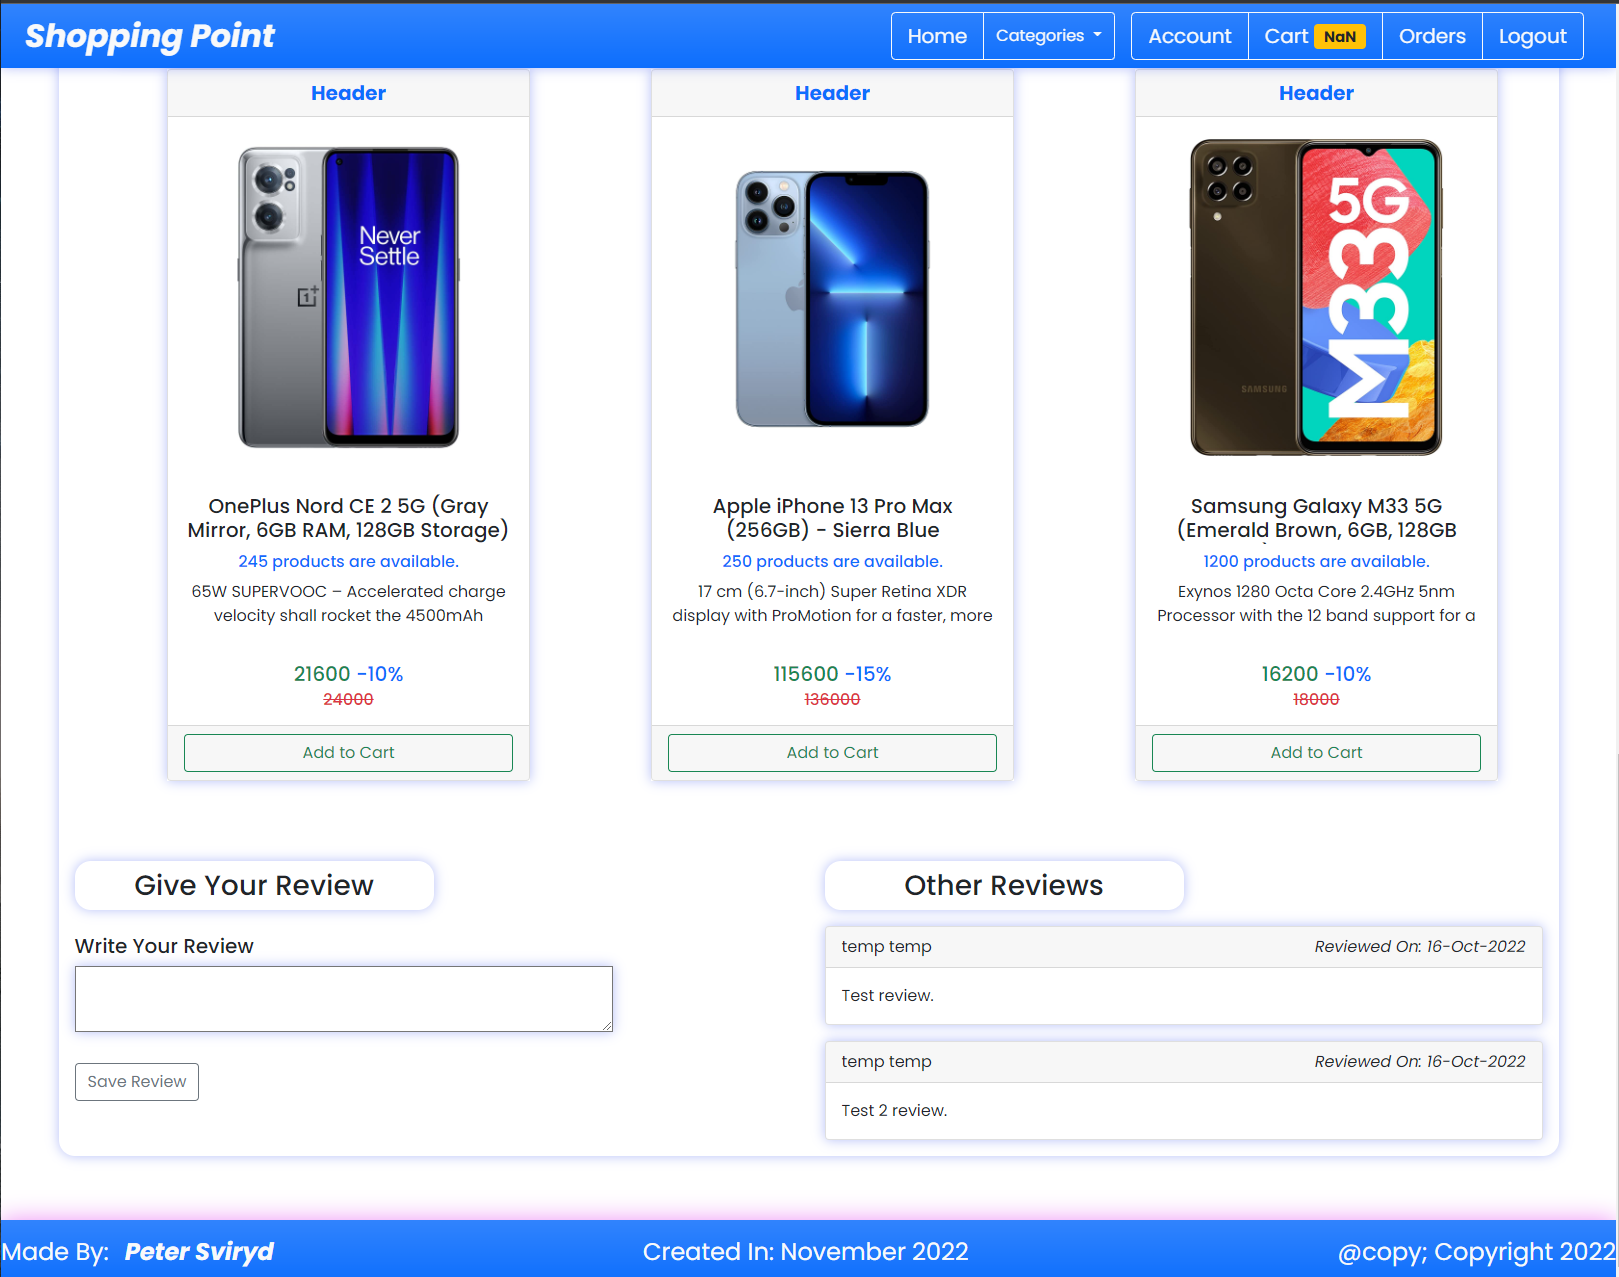 Shopping Point
Home
Categories
Account
Cart NaN
Orders
Logout
Header
Never
Settle
OnePlus Nord CE 2 5G (Gray
Mirror, 6GB RAM, 128GB Storage)
245 products are available.
65W SUPERVOOC – Accelerated charge
velocity shall rocket the 4500mAh
21600 -10%
24000
Add to Cart
Header
Apple iPhone 13 Pro Max
(256GB) - Sierra Blue
250 products are available.
17 cm (6.7-inch) Super Retina XDR
display with ProMotion for a faster, more
115600 -15%
136000
Add to Cart
Header
SAMSUNG
M33 5G
Samsung Galaxy M33 5G
(Emerald Brown, 6GB, 128GB
1200 products are available.
Exynos 1280 Octa Core 2.4GHz 5nm
Processor with the 12 band support for a
16200 -10%
18000
Add to Cart
Give Your Review
Write Your Review
Save Review
Other Reviews
temp temp Reviewed On: 16-Oct-2022
Test review.
temp temp Reviewed On: 16-Oct-2022
Test 2 review.
Made By: Peter Sviryd
Created In: November 2022
@copy; Copyright 2022